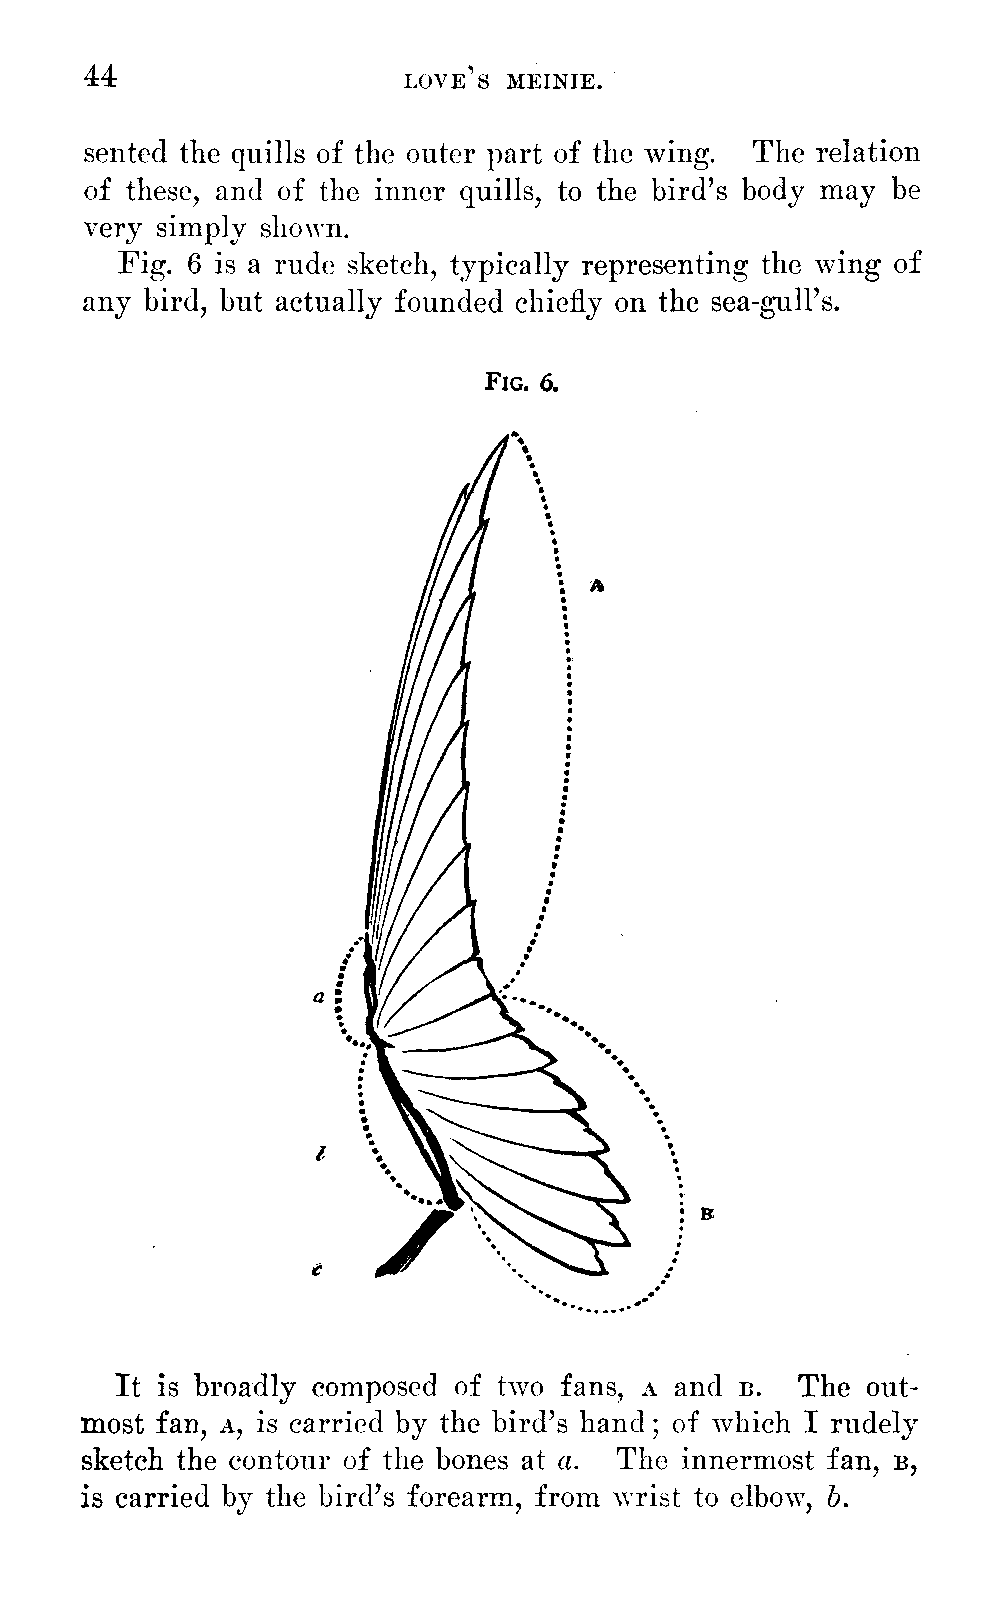 44 LOVE'S MEINIE.
sented the quills of the outer part of the wing. The relation
of these, and of the inner quills, to the bird's body may be
very simply shown.
Fig. 6 is a rude sketch, typically representing the wing of
any bird, but actually founded chiefly on the sea-gull's.
FIG. 6.
A
a
l
B
c
It is broadly composed of two fans, A and B. The out-
most fan, A, is carried by the bird's hand; of which I rudely
sketch the contour of the bones at a. The innermost fan, B,
is carried by the bird's forearm, from wrist to elbow, b.